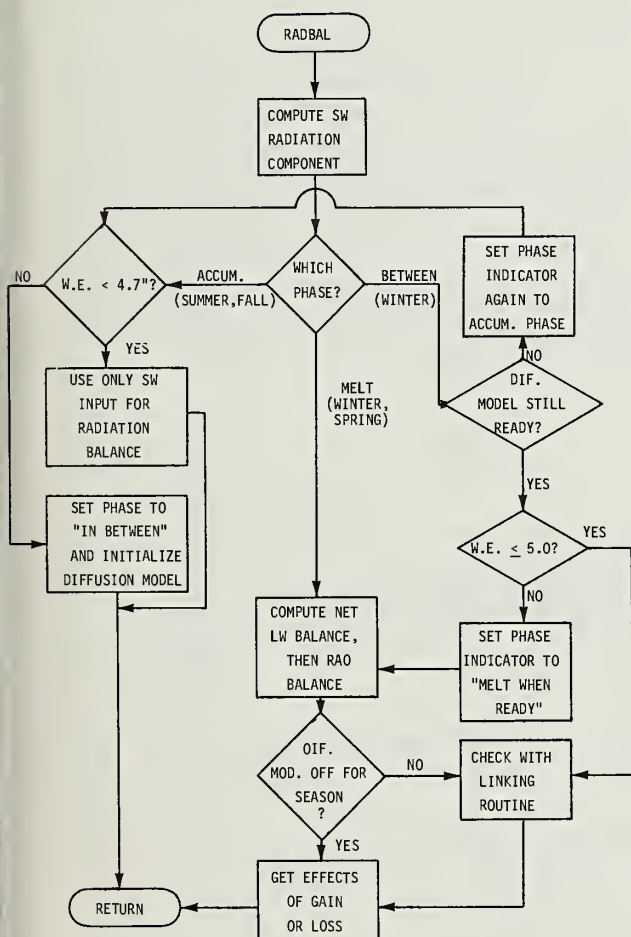 RADBAL
COMPUTE SW
RADIATION
COMPONENT
WHICH
PHASE?
ACCUM.
(SUMMER,FALL)
BETWEEN
(WINTER)
MELT
(WINTER,
SPRING)
W.E. < 4.7"?
NO
YES
USE ONLY SW
INPUT FOR
RADIATION
BALANCE
SET PHASE TO
"IN BETWEEN"
AND INITIALIZE
DIFFUSION MODEL
SET PHASE
INDICATOR
AGAIN TO
ACCUM. PHASE
NO
DIF.
MODEL STILL
READY?
YES
W.E. ≤ 5.0?
YES
NO
SET PHASE
INDICATOR TO
"MELT WHEN
READY"
COMPUTE NET
LW BALANCE,
THEN RAO
BALANCE
OIF.
MOD. OFF FOR
SEASON
?
NO
YES
CHECK WITH
LINKING
ROUTINE
GET EFFECTS
OF GAIN
OR LOSS
RETURN